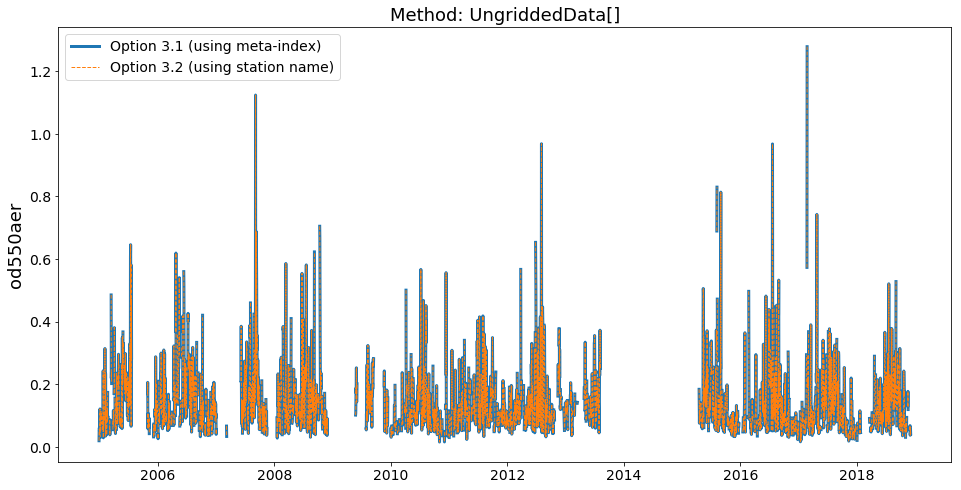 Method: UngriddedData[]
Option 3.1 (using meta-index)
Option 3.2 (using station name)
od550aer
1.2
1.0
0.8
0.6
0.4
0.2
0.0
2006 2008 2010 2012 2014 2016 2018